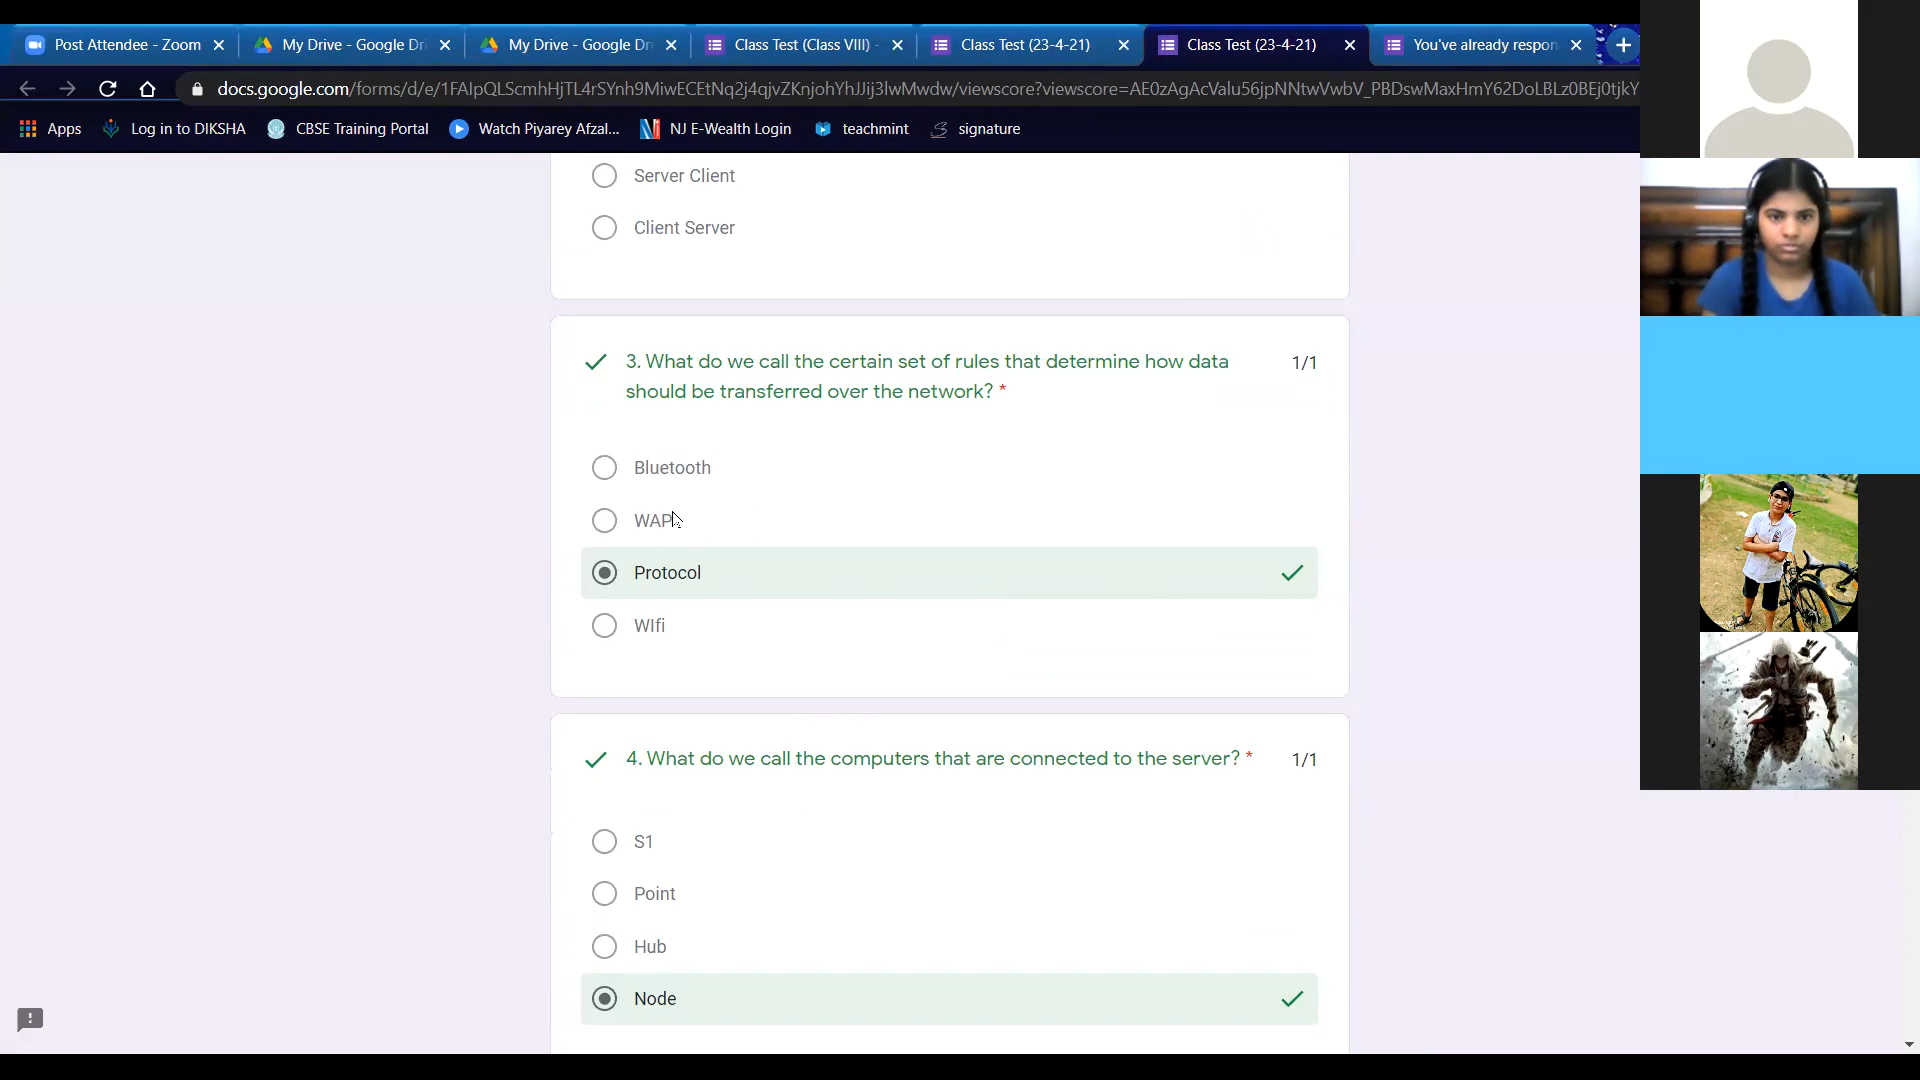 Post Attendee - Zoom
My Drive - Google Dri
My Drive - Google Dr
Class Test (Class VIII) -
Class Test (23-4-21)
Class Test (23-4-21)
You've already respon
docs.google.com/forms/d/e/1FAIpQLScmhHjTL4rSYnh9MiwECEtNq2j4qjvZKnjohYhJJij3lwMwdw/viewscore?viewscore=AE0zAgAcValu56jpNNtwVwbV_PBDswMaxHmY62DoLBLz0BEj0tjkY
Apps
Log in to DIKSHA
CBSE Training Portal
Watch Piyarey Afzal...
NJ E-Wealth Login
teachmint
signature
Server Client
Client Server
3. What do we call the certain set of rules that determine how data
should be transferred over the network? *
1/1
Bluetooth
WAP
Protocol
WIfi
4. What do we call the computers that are connected to the server? *
1/1
S1
Point
Hub
Node